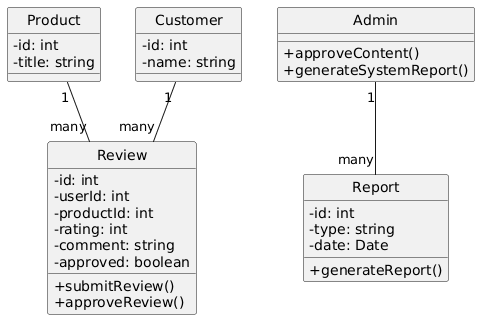 Product
-id: int
-title: string
Customer
-id: int
-name: string
Admin
+approveContent()
+generateSystemReport()
1
many
1
many
1
many
Review
-id: int
-userId: int
-productId: int
-rating: int
-comment: string
-approved: boolean
+submitReview()
+approveReview()
Report
-id: int
-type: string
-date: Date
+generateReport()